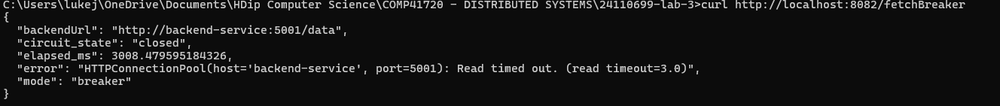 C:\Users\lukej\OneDrive\Documents\HDip Computer Science\COMP41720 - DISTRIBUTED SYSTEMS\24110699-lab-3>curl http://localhost:8082/fetchBreaker
{
  "backendUrl": "http://backend-service:5001/data",
  "circuit_state": "closed",
  "elapsed_ms": 3008.479595184326,
  "error": "HTTPConnectionPool(host='backend-service', port=5001): Read timed out. (read timeout=3.0)",
  "mode": "breaker"
}